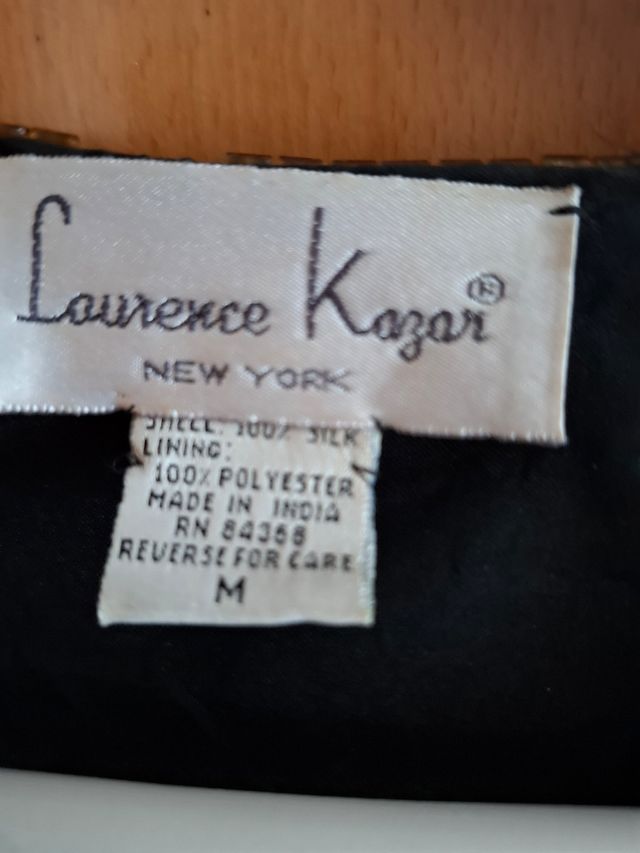 Laurence Kazar®
NEW YORK
SHELL: 100% SILK
LINING:
100% POLYESTER
MADE IN INDIA
RN 84368
REVERSE FOR CARE
M